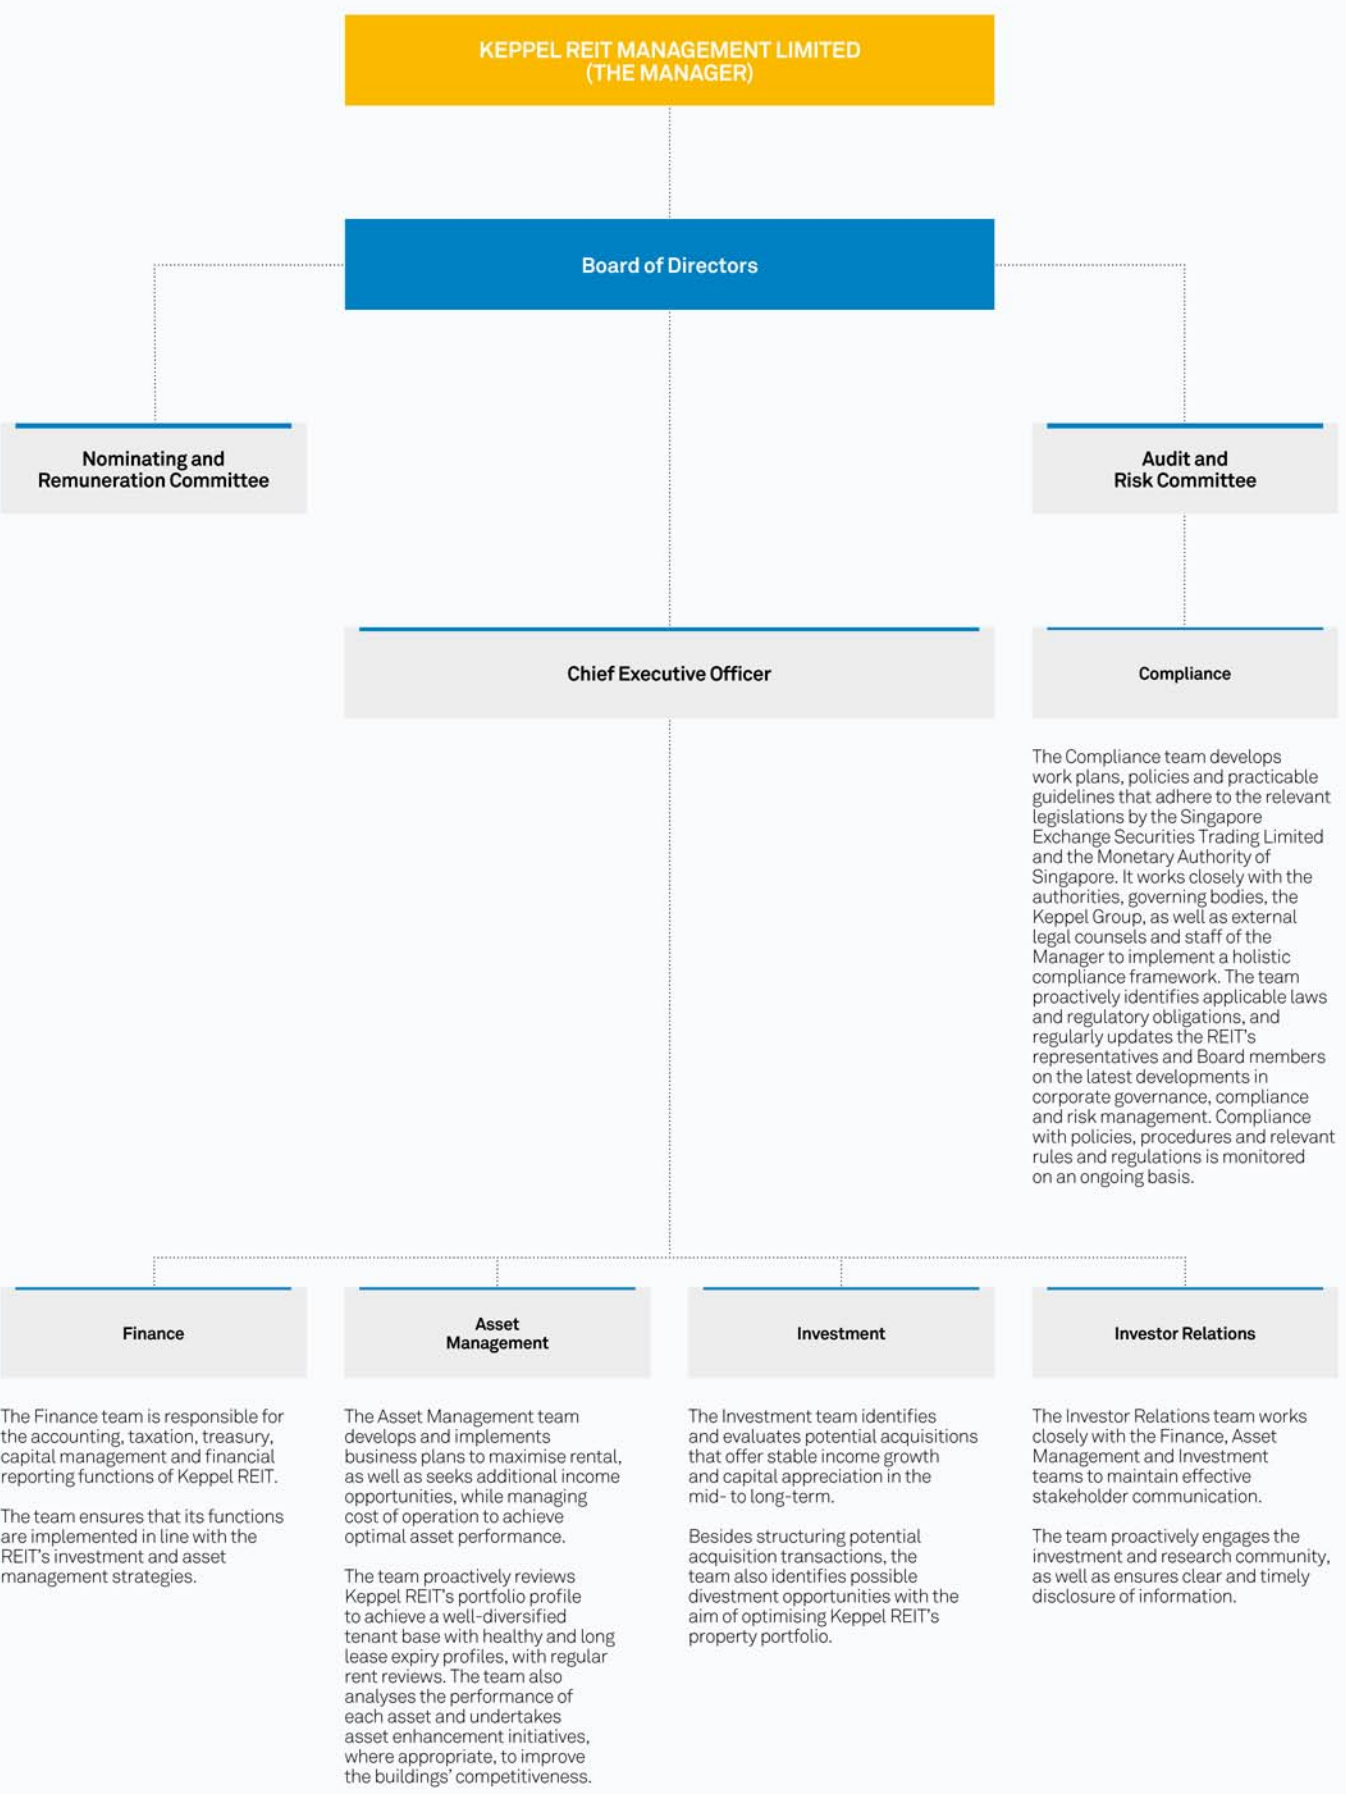 KEPPEL REIT MANAGEMENT LIMITED
(THE MANAGER)
Board of Directors
Nominating and
Remuneration Committee
Audit and
Risk Committee
Chief Executive Officer
Compliance
The Compliance team develops
work plans, policies and practicable
guidelines that adhere to the relevant
legislations by the Singapore
Exchange Securities Trading Limited
and the Monetary Authority of
Singapore. It works closely with the
authorities, governing bodies, the
Keppel Group, as well as external
legal counsels and staff of the
Manager to implement a holistic
compliance framework. The team
proactively identifies applicable laws
and regulatory obligations, and
regularly updates the REIT's
representatives and Board members
on the latest developments in
corporate governance, compliance
and risk management. Compliance
with policies, procedures and relevant
rules and regulations is monitored
on an ongoing basis.
Finance
The Finance team is responsible for
the accounting, taxation, treasury,
capital management and financial
reporting functions of Keppel REIT.
The team ensures that its functions
are implemented in line with the
REIT's investment and asset
management strategies.
Asset
Management
The Asset Management team
develops and implements
business plans to maximise rental,
as well as seeks additional income
opportunities, while managing
cost of operation to achieve
optimal asset performance.
The team proactively reviews
Keppel REIT's portfolio profile
to achieve a well-diversified
tenant base with healthy and long
lease expiry profiles, with regular
rent reviews. The team also
analyses the performance of
each asset and undertakes
asset enhancement initiatives,
where appropriate, to improve
the buildings' competitiveness.
Investment
The Investment team identifies
and evaluates potential acquisitions
that offer stable income growth
and capital appreciation in the
mid- to long-term.
Besides structuring potential
acquisition transactions, the
team also identifies possible
divestment opportunities with the
aim of optimising Keppel REIT's
property portfolio.
Investor Relations
The Investor Relations team works
closely with the Finance, Asset
Management and Investment
teams to maintain effective
stakeholder communication.
The team proactively engages the
investment and research community,
as well as ensures clear and timely
disclosure of information.